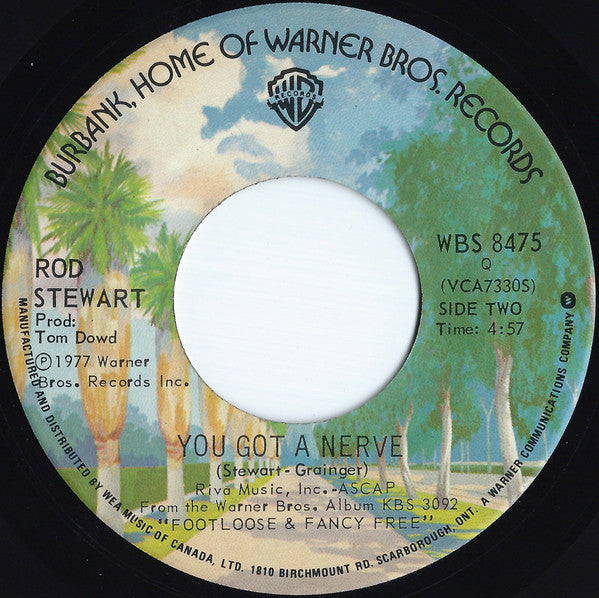 BURBANK, HOME OF WARNER BROS. RECORDS
WB
RECORDS
ROD
STEWART
Prod:
Tom Dowd
Ⓟ1977 Warner
Bros. Records Inc.
WBS 8475
Q
(VCA7330S)
SIDE TWO
Time: 4:57
YOU GOT A NERVE
(Stewart-Grainger)
Riva Music, Inc.-ASCAP
From the Warner Bros. Album KBS 3092
"FOOTLOOSE & FANCY FREE"
MANUFACTURED AND DISTRIBUTED BY WEA MUSIC OF CANADA, LTD. 1810 BIRCHMOUNT RD. SCARBOROUGH, ONT. A WARNER COMMUNICATIONS COMPANY